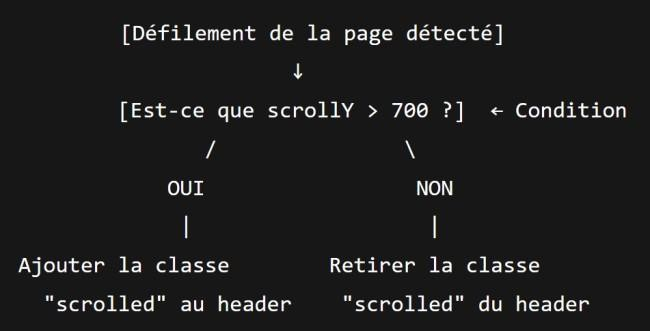 [Défilement de la page détecté]
↓
[Est-ce que scrollY > 700 ?] ← Condition
/ \
OUI NON
| |
Ajouter la classe Retirer la classe
"scrolled" au header "scrolled" du header